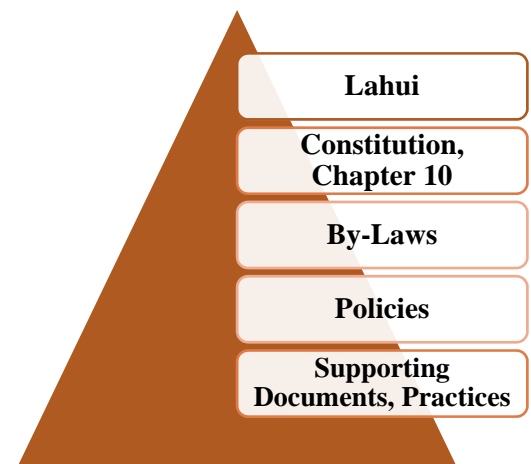 Lahui
Constitution,
Chapter 10
By-Laws
Policies
Supporting
Documents, Practices